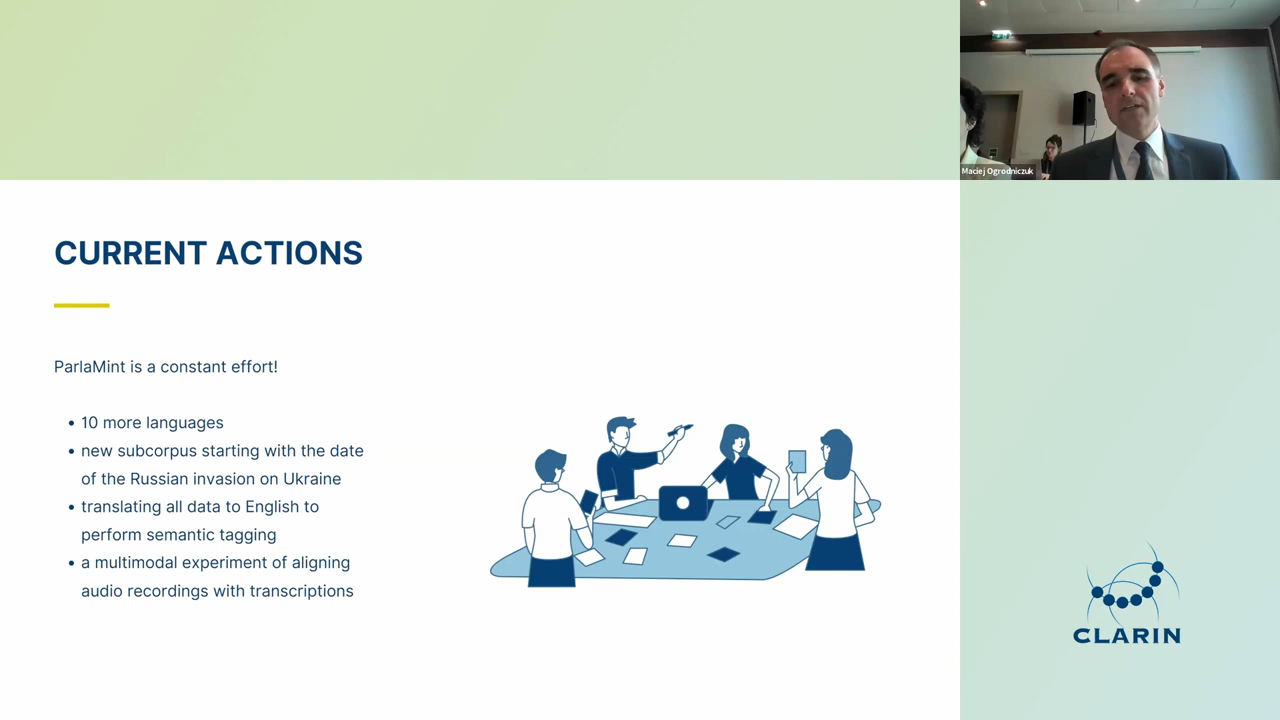 Maciej Ogrodniczuk
CURRENT ACTIONS
ParlaMint is a constant effort!
• 10 more languages
• new subcorpus starting with the date
of the Russian invasion on Ukraine
• translating all data to English to
perform semantic tagging
• a multimodal experiment of aligning
audio recordings with transcriptions
CLARIN